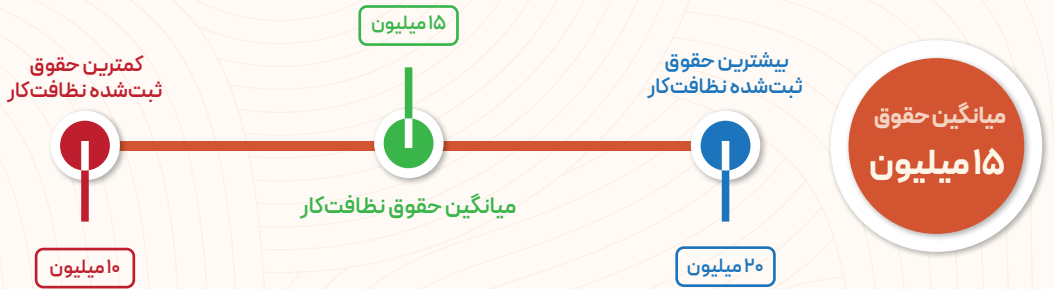 میانگین حقوق
۱۵ میلیون
بیشترین حقوق
ثبت‌شده نظافت‌کار
۲۰ میلیون
۱۵ میلیون
میانگین حقوق نظافت‌کار
کمترین حقوق
ثبت‌شده نظافت‌کار
۱۰ میلیون